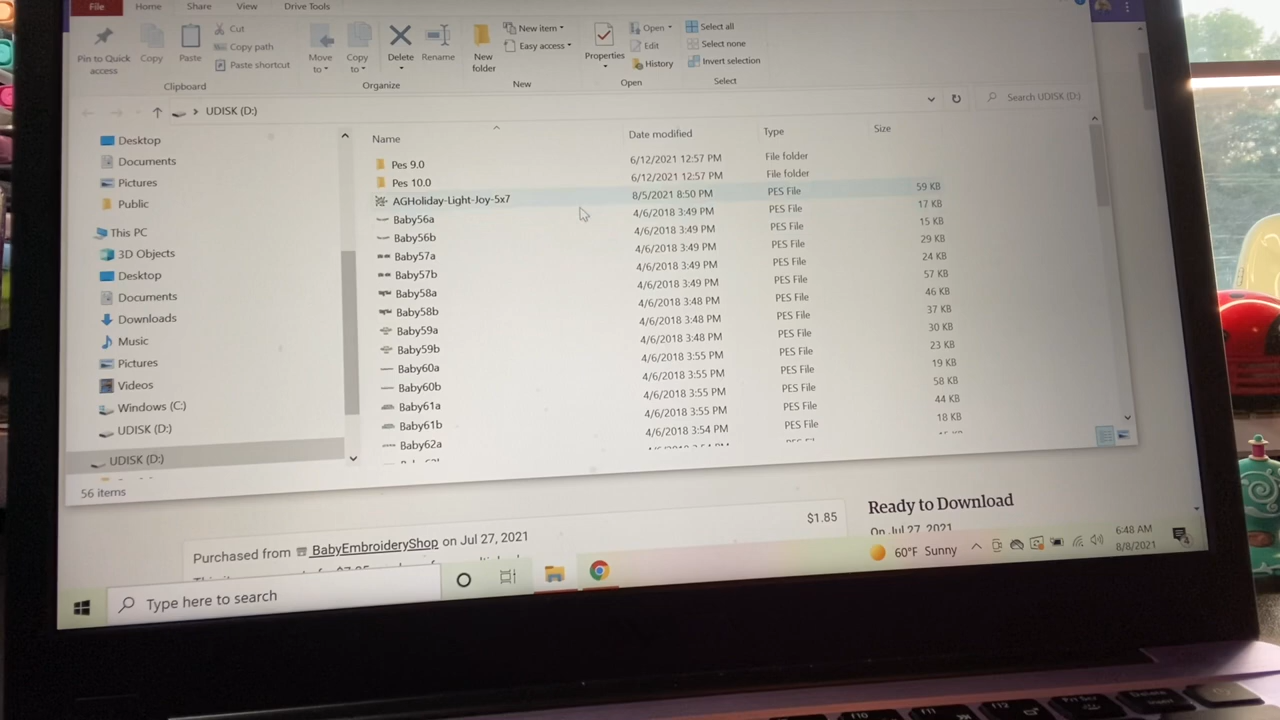 File Home Share View Drive Tools
Pin to Quick access
Copy
Paste
Cut
Copy path
Paste shortcut
Clipboard
Move to
Copy to
Delete
Rename
Organize
New folder
New item
Easy access
New
Properties
Open
Edit
History
Open
Select all
Select none
Invert selection
Select
UDISK (D:)
Search UDISK (D:)
Desktop
Documents
Pictures
Public
This PC
3D Objects
Desktop
Documents
Downloads
Music
Pictures
Videos
Windows (C:)
UDISK (D:)
UDISK (D:)
Name Date modified Type Size
Pes 9.0 6/12/2021 12:57 PM File folder
Pes 10.0 6/12/2021 12:57 PM File folder
AGHoliday-Light-Joy-5x7 8/5/2021 8:50 PM PES File 59 KB
Baby56a 4/6/2018 3:49 PM PES File 17 KB
Baby56b 4/6/2018 3:49 PM PES File 15 KB
Baby57a 4/6/2018 3:49 PM PES File 29 KB
Baby57b 4/6/2018 3:49 PM PES File 24 KB
Baby58a 4/6/2018 3:49 PM PES File 57 KB
Baby58b 4/6/2018 3:48 PM PES File 46 KB
Baby59a 4/6/2018 3:48 PM PES File 37 KB
Baby59b 4/6/2018 3:48 PM PES File 30 KB
Baby60a 4/6/2018 3:55 PM PES File 23 KB
Baby60b 4/6/2018 3:55 PM PES File 19 KB
Baby61a 4/6/2018 3:55 PM PES File 58 KB
Baby61b 4/6/2018 3:55 PM PES File 44 KB
Baby62a 4/6/2018 3:54 PM PES File 18 KB
56 items
Purchased from BabyEmbroideryShop on Jul 27, 2021
$1.85
Ready to Download
On Jul 27, 2021
Type here to search
60°F Sunny
6:48 AM
8/8/2021
F10 F11 F12 Delete